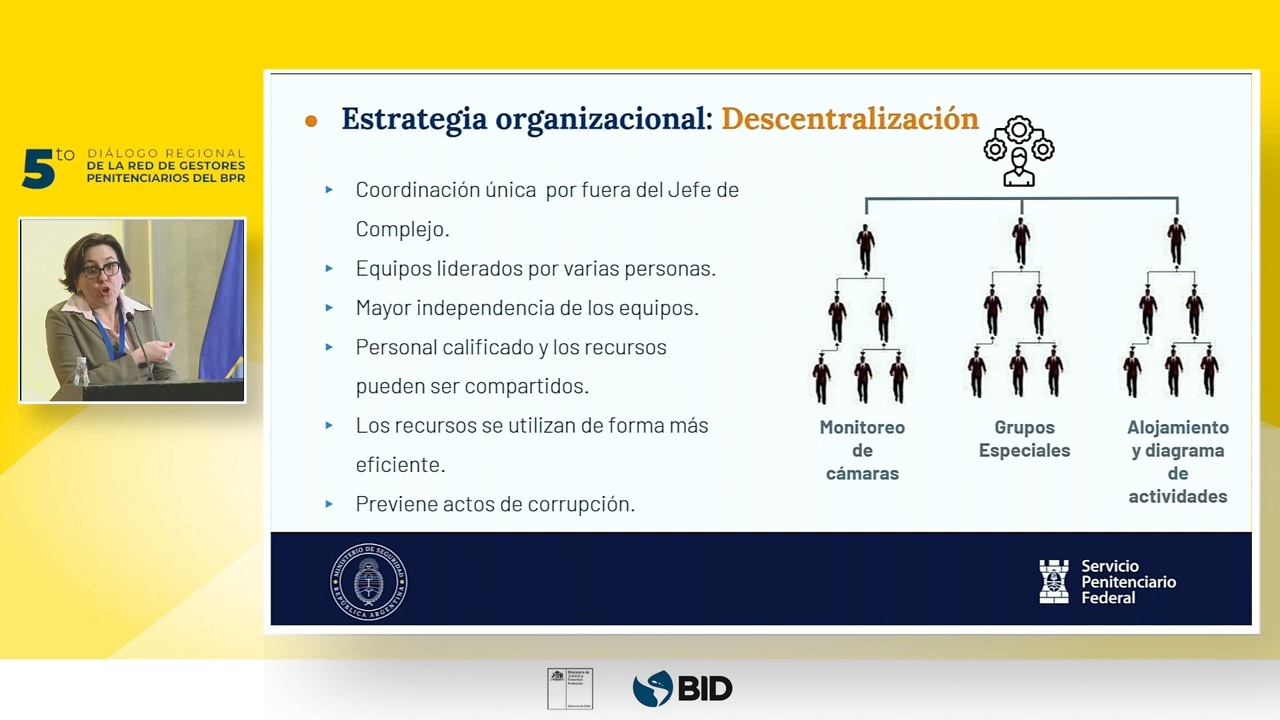 5to
DIÁLOGO REGIONAL
DE LA RED DE GESTORES
PENITENCIARIOS DEL BPR
Estrategia organizacional: Descentralización
Coordinación única por fuera del Jefe de
Complejo.
Equipos liderados por varias personas.
Mayor independencia de los equipos.
Personal calificado y los recursos
pueden ser compartidos.
Los recursos se utilizan de forma más
eficiente.
Previene actos de corrupción.
Monitoreo
de
cámaras
Grupos
Especiales
Alojamiento
y diagrama
de
actividades
MINISTERIO DE SEGURIDAD
REPÚBLICA ARGENTINA
Servicio
Penitenciario
Federal
BID